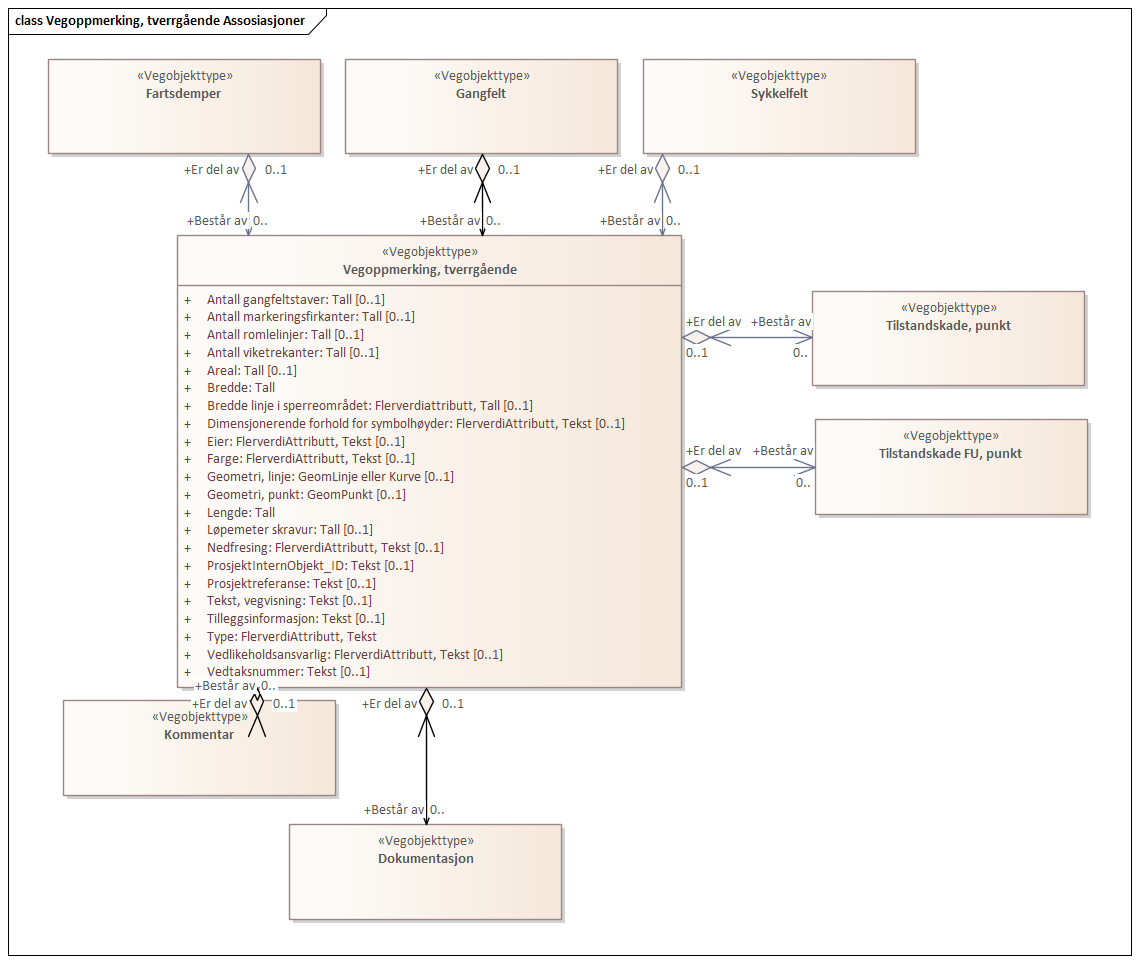 class Vegoppmerking, tverrgående Assosiasjoner
«Vegobjekttype»
Fartsdemper
«Vegobjekttype»
Gangfelt
«Vegobjekttype»
Sykkelfelt
+Er del av 0..1
+Er del av 0..1
+Er del av 0..1
+Består av 0..
+Består av 0..
+Består av 0..
«Vegobjekttype»
Vegoppmerking, tverrgående
+ Antall gangfeltstaver: Tall [0..1]
+ Antall markeringsfirkanter: Tall [0..1]
+ Antall romlelinjer: Tall [0..1]
+ Antall viketrekanter: Tall [0..1]
+ Areal: Tall [0..1]
+ Bredde: Tall
+ Bredde linje i sperreområdet: Flerverdiattributt, Tall [0..1]
+ Dimensjonerende forhold for symbolhøyder: FlerverdiAttributt, Tekst [0..1]
+ Eier: FlerverdiAttributt, Tekst [0..1]
+ Farge: FlerverdiAttributt, Tekst [0..1]
+ Geometri, linje: GeomLinje eller Kurve [0..1]
+ Geometri, punkt: GeomPunkt [0..1]
+ Lengde: Tall
+ Løpemeter skravur: Tall [0..1]
+ Nedfresing: FlerverdiAttributt, Tekst [0..1]
+ ProsjektInternObjekt_ID: Tekst [0..1]
+ Prosjektreferanse: Tekst [0..1]
+ Tekst, vegvisning: Tekst [0..1]
+ Tilleggsinformasjon: Tekst [0..1]
+ Type: FlerverdiAttributt, Tekst
+ Vedlikeholdsansvarlig: FlerverdiAttributt, Tekst [0..1]
+ Vedtaksnummer: Tekst [0..1]
+Er del av +Består av
0..1 0..
«Vegobjekttype»
Tilstandskade, punkt
+Er del av +Består av
0..1 0..
«Vegobjekttype»
Tilstandskade FU, punkt
+Består av 0..
+Er del av 0..1
«Vegobjekttype»
Kommentar
+Er del av 0..1
+Består av 0..
«Vegobjekttype»
Dokumentasjon